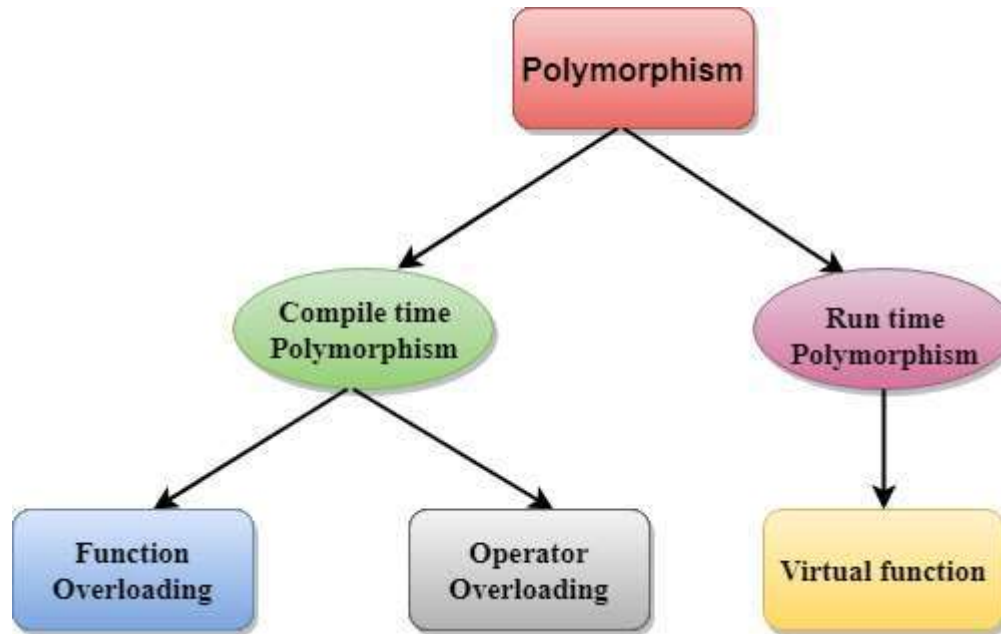 Polymorphism
Compile time
Polymorphism
Run time
Polymorphism
Function
Overloading
Operator
Overloading
Virtual function